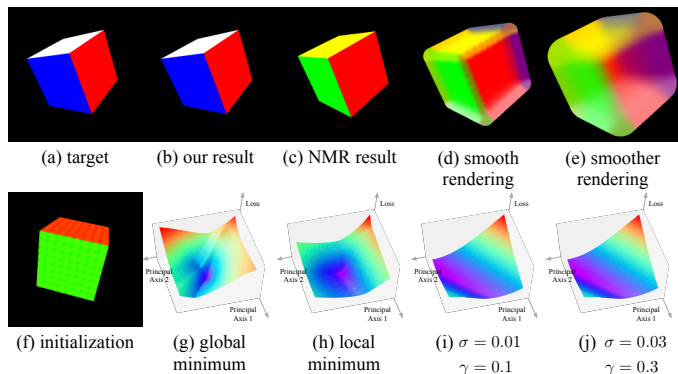 (a) target
(b) our result
(c) NMR result
(d) smooth
rendering
(e) smoother
rendering
Loss
Principal
Axis 2
Principal
Axis 1
Loss
Principal
Axis 2
Principal
Axis 1
Loss
Principal
Axis 2
Principal
Axis 1
Loss
Principal
Axis 2
Principal
Axis 1
(f) initialization
(g) global
minimum
(h) local
minimum
(i) σ = 0.01
γ = 0.1
(j) σ = 0.03
γ = 0.3